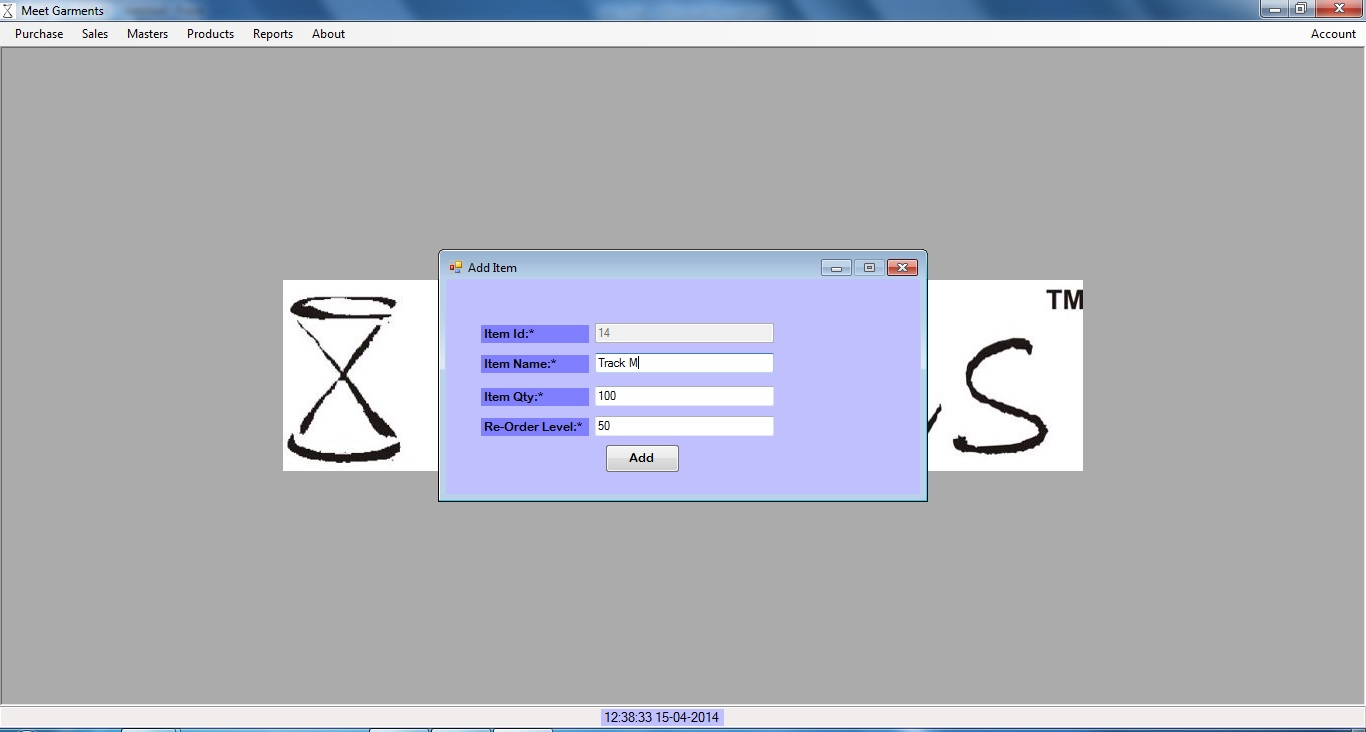 Meet Garments
Purchase Sales Masters Products Reports About Account
TM
S
Add Item
Item Id:* 14
Item Name:* Track M
Item Qty:* 100
Re-Order Level:* 50
Add
12:38:33 15-04-2014